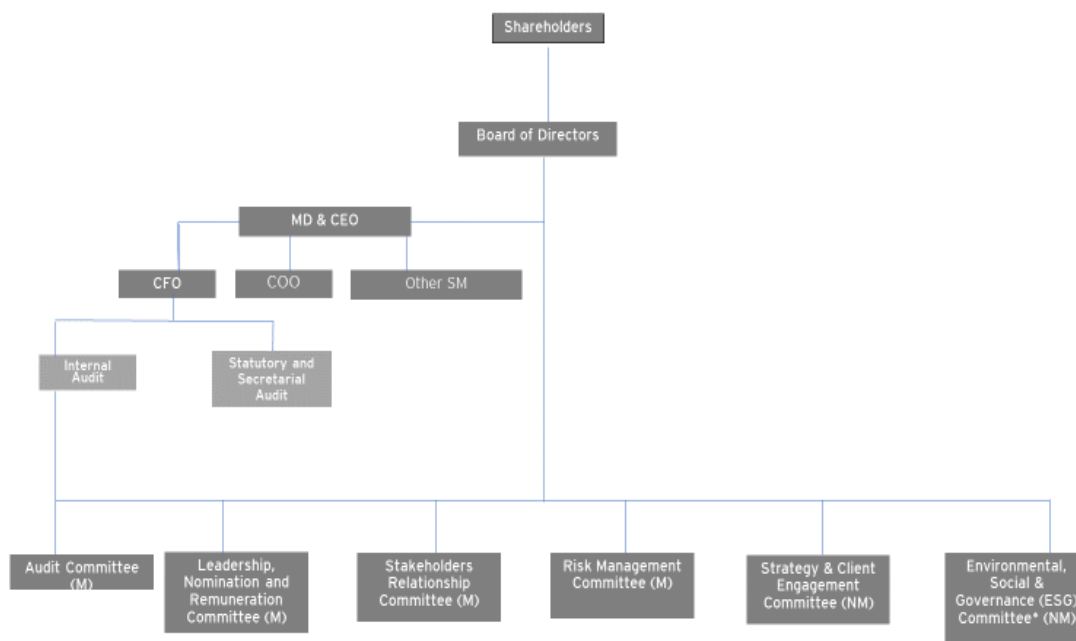 Shareholders
Board of Directors
MD & CEO
CFO
COO
Other SM
Internal
Audit
Statutory and
Secretarial
Audit
Audit Committee
(M)
Leadership,
Nomination and
Remuneration
Committee (M)
Stakeholders
Relationship
Committee (M)
Risk Management
Committee (M)
Strategy & Client
Engagement
Committee (NM)
Environmental,
Social &
Governance (ESG)
Committee* (NM)